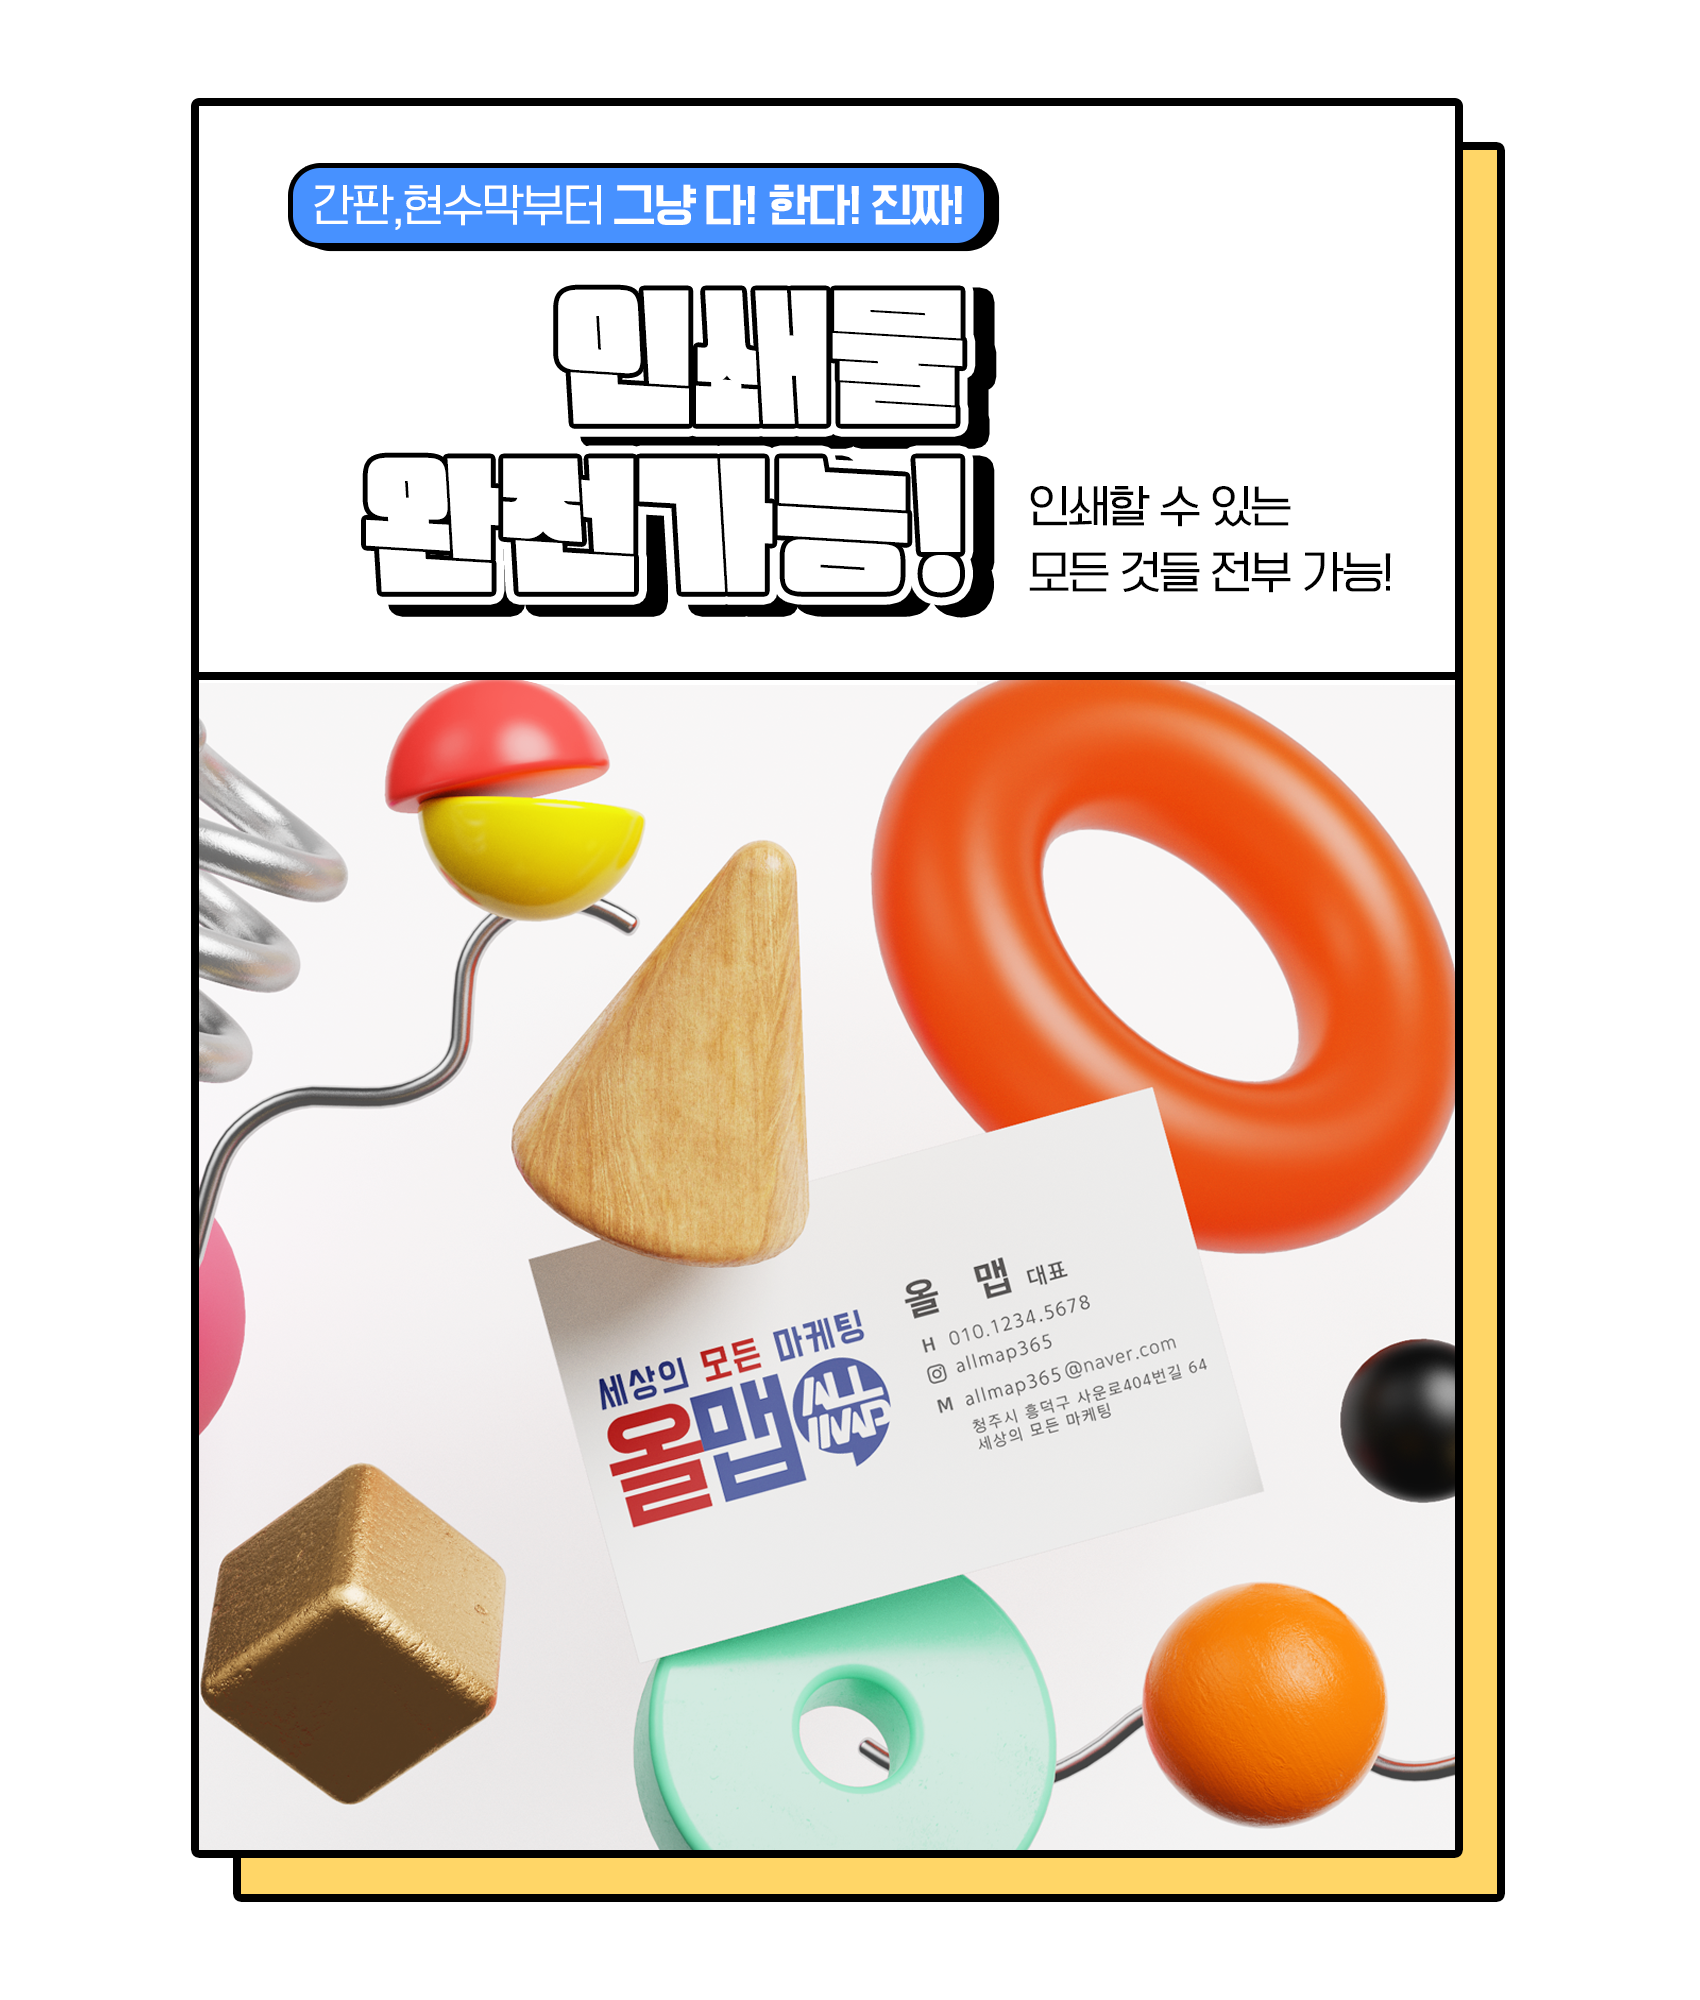 간판,현수막부터 그냥 다! 한다! 진짜!
인쇄물
완전가능!
인쇄할 수 있는
모든 것들 전부 가능!
세상의 모든 마케팅
올맵
ALL
MAP
올 맵 대표
H 010.1234.5678
allmap365
M allmap365@naver.com
청주시 흥덕구 사운로404번길 64
세상의 모든 마케팅